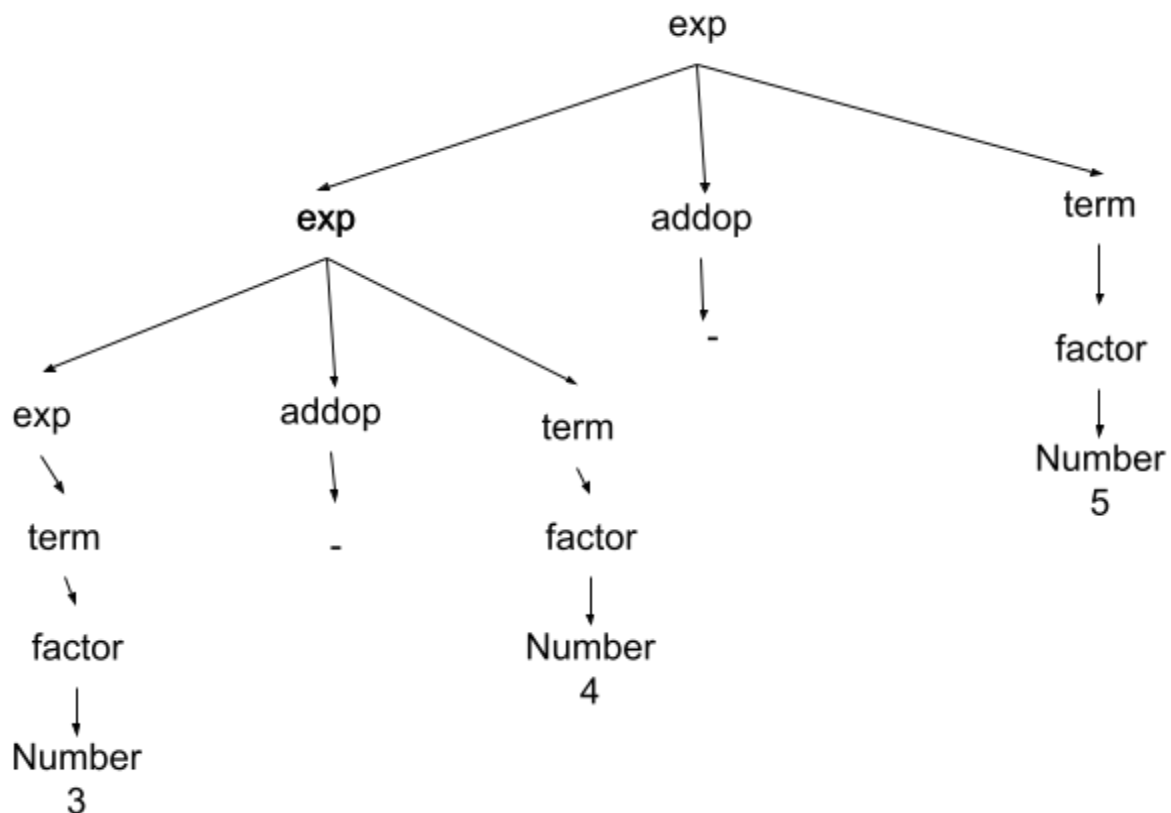 exp
exp addop term
-
factor
exp addop term
Number
5
term - factor
factor Number
4
Number
3